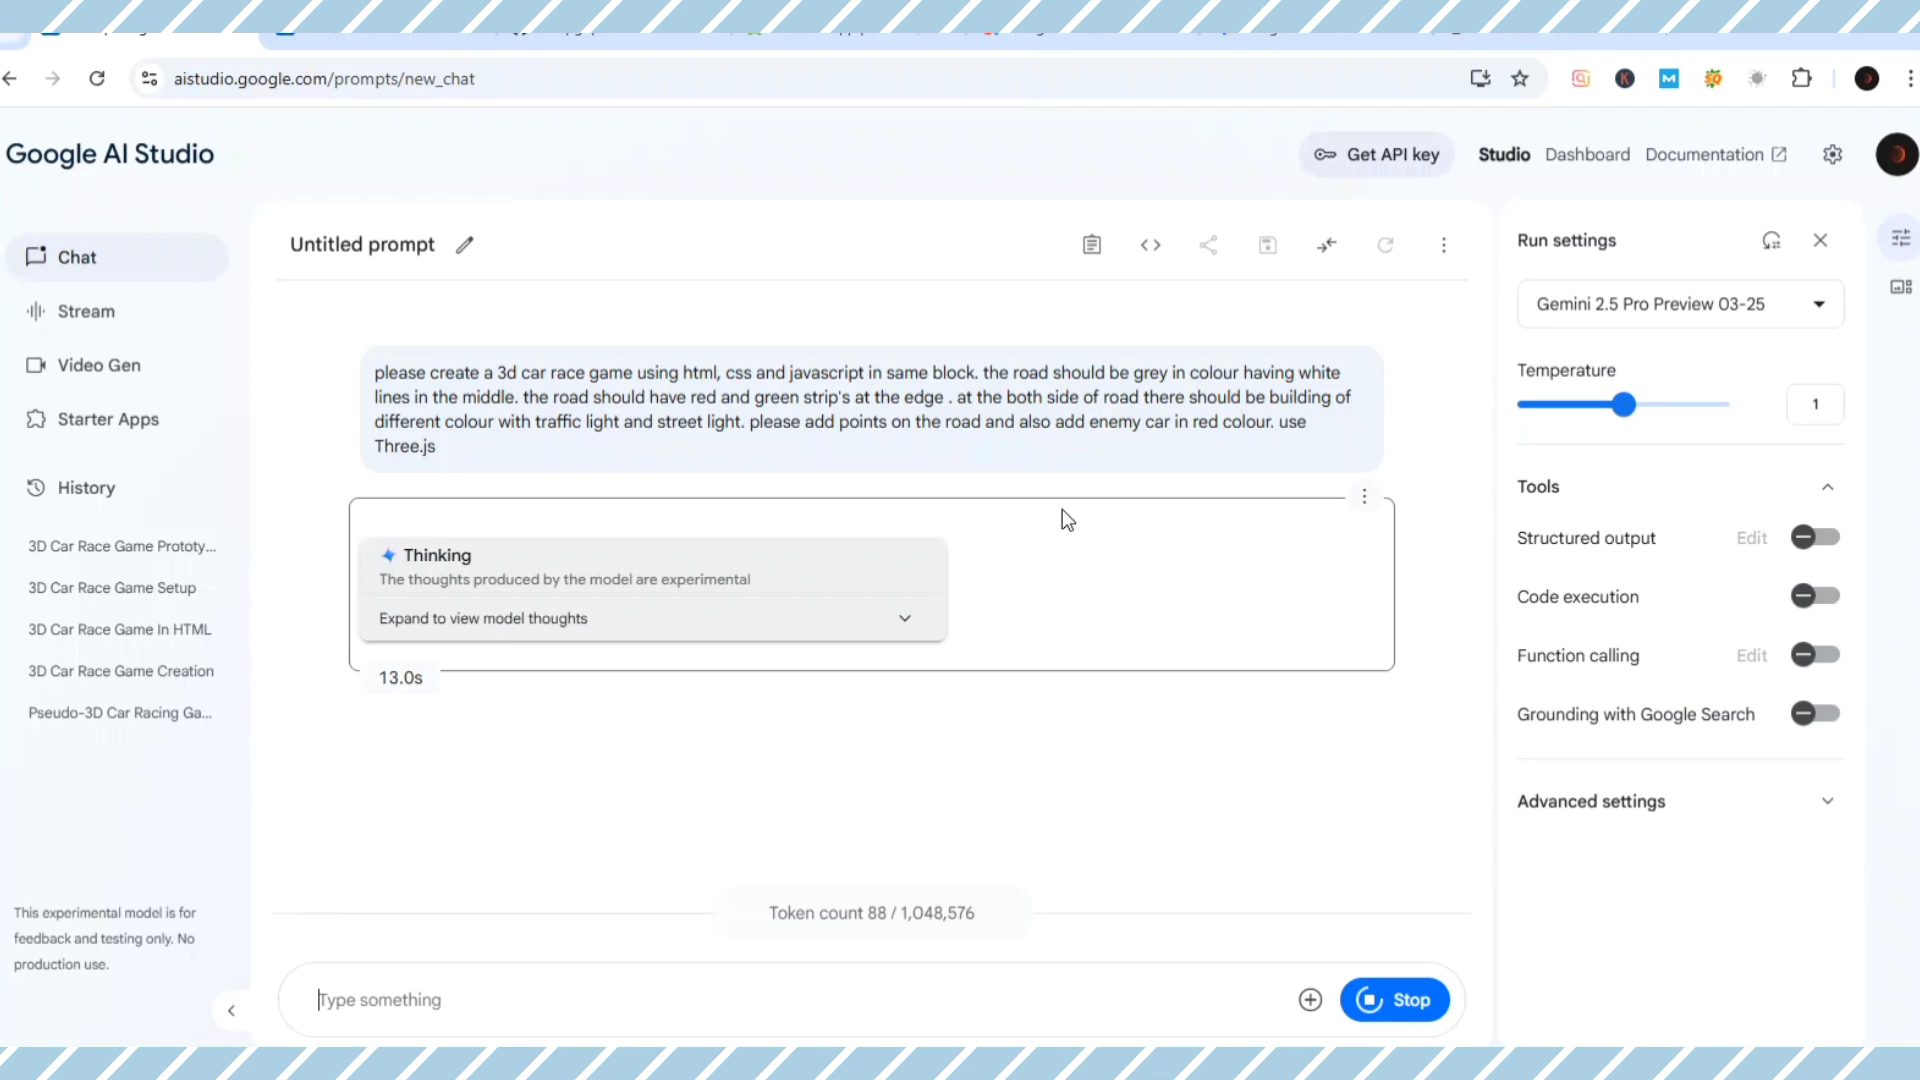 aistudio.google.com/prompts/new_chat
Google AI Studio
Get API key
Studio
Dashboard
Documentation
Chat
Stream
Video Gen
Starter Apps
History
3D Car Race Game Prototy...
3D Car Race Game Setup
3D Car Race Game In HTML
3D Car Race Game Creation
Pseudo-3D Car Racing Ga...
This experimental model is for
feedback and testing only. No
production use.
Untitled prompt
please create a 3d car race game using html, css and javascript in same block. the road should be grey in colour having white
lines in the middle. the road should have red and green strip's at the edge . at the both side of road there should be building of
different colour with traffic light and street light. please add points on the road and also add enemy car in red colour. use
Three.js
Thinking
The thoughts produced by the model are experimental
Expand to view model thoughts
13.0s
Token count 88 / 1,048,576
Type something
Stop
Run settings
Gemini 2.5 Pro Preview 03-25
Temperature
1
Tools
Structured output
Edit
Code execution
Function calling
Edit
Grounding with Google Search
Advanced settings